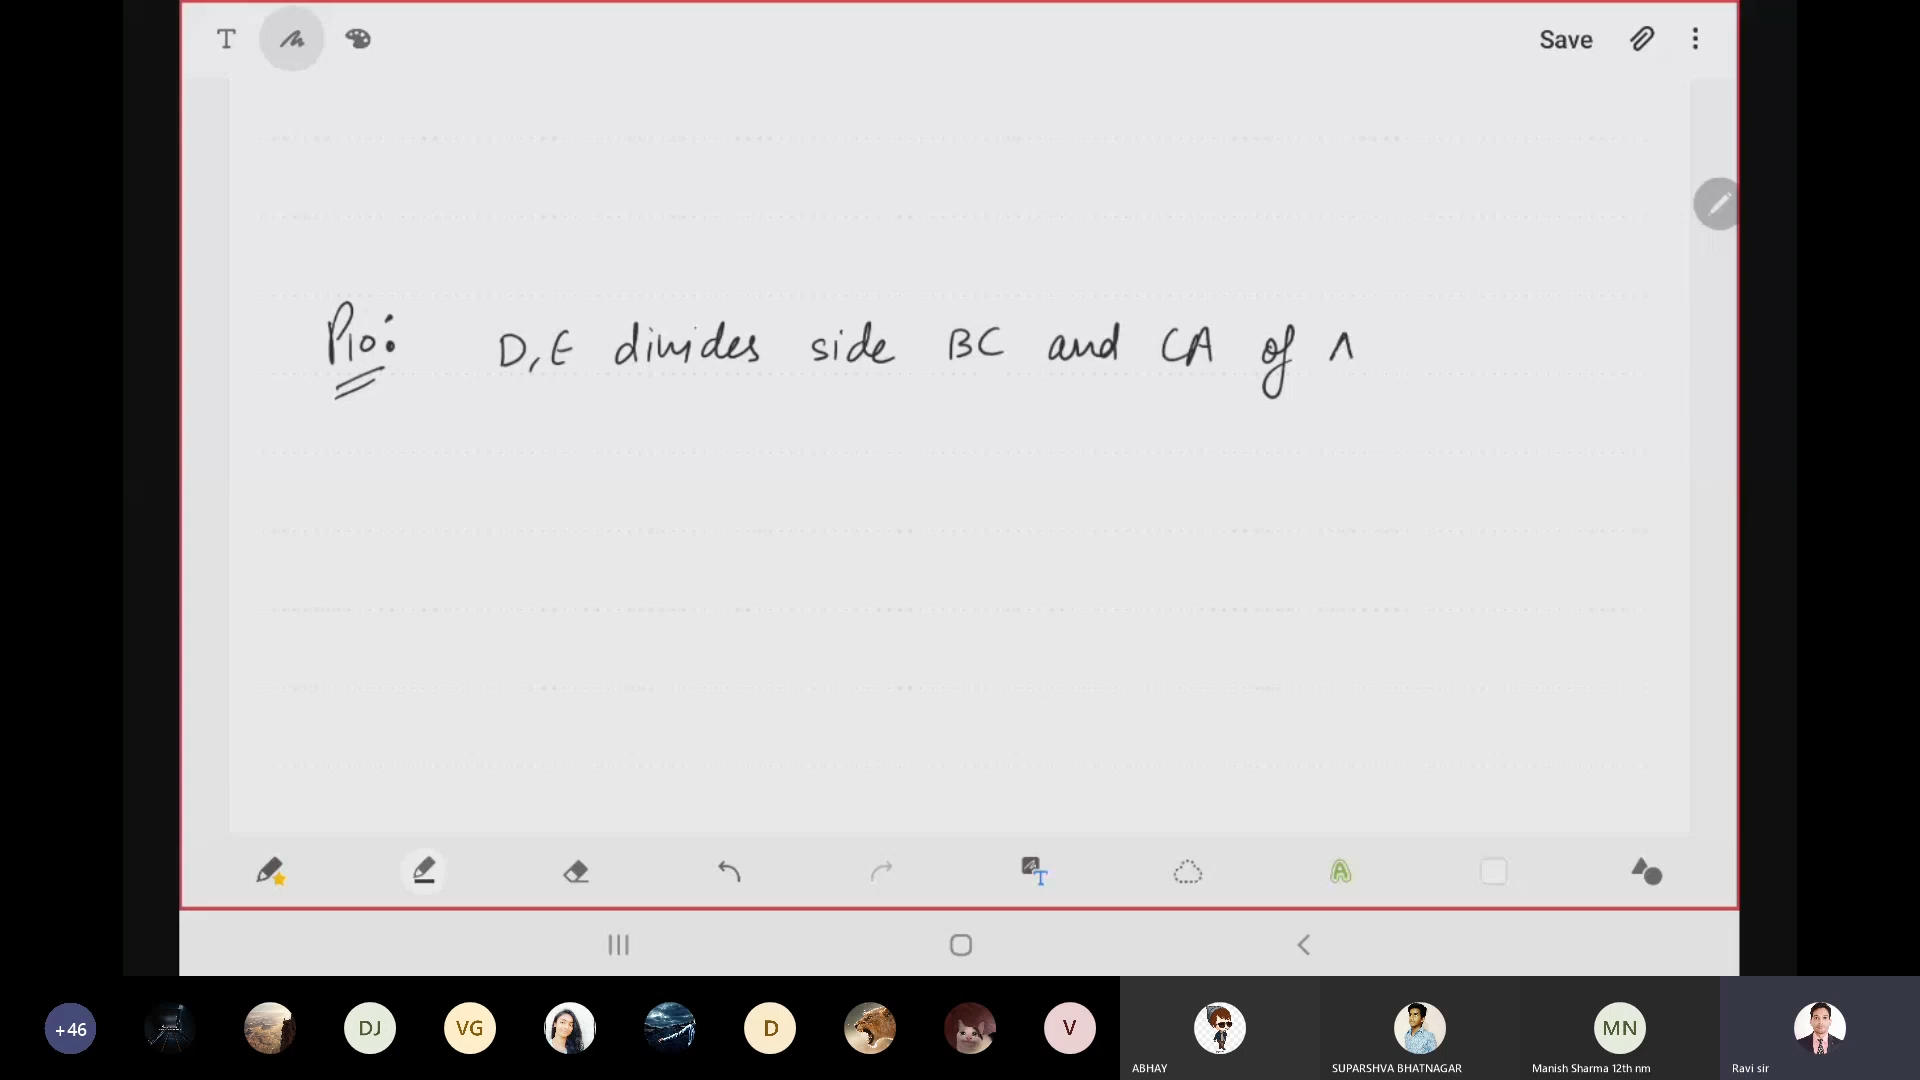 T Save
Pro: D, E divides side BC and CA of Λ
A
+46 DJ VG D V MN
ABHAY SUPARSHVA BHATNAGAR Manish Sharma 12th nm Ravi sir